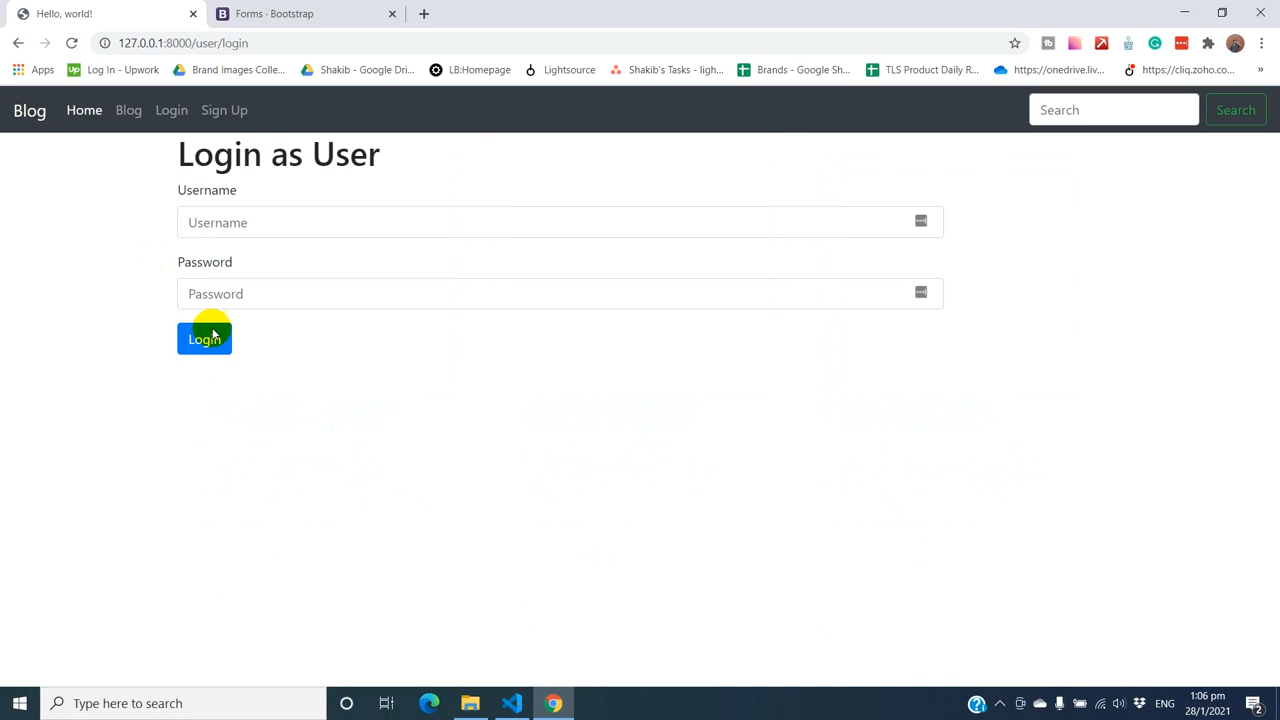 Hello, world!
Forms · Bootstrap
127.0.0.1:8000/user/login
Apps
Log In - Upwork
Brand Images Colle...
Shakib - Google Dri...
LB:Homepage
Lightsource
Shakib's Tasks - ligh...
Brands - Google Sh...
TLS Product Daily R...
https://onedrive.liv...
https://cliq.zoho.co...
»
Blog
Home
Blog
Login
Sign Up
Search
Search
Login as User
Username
Username
Password
Password
Login
Type here to search
ENG
1:06 pm
28/1/2021
2